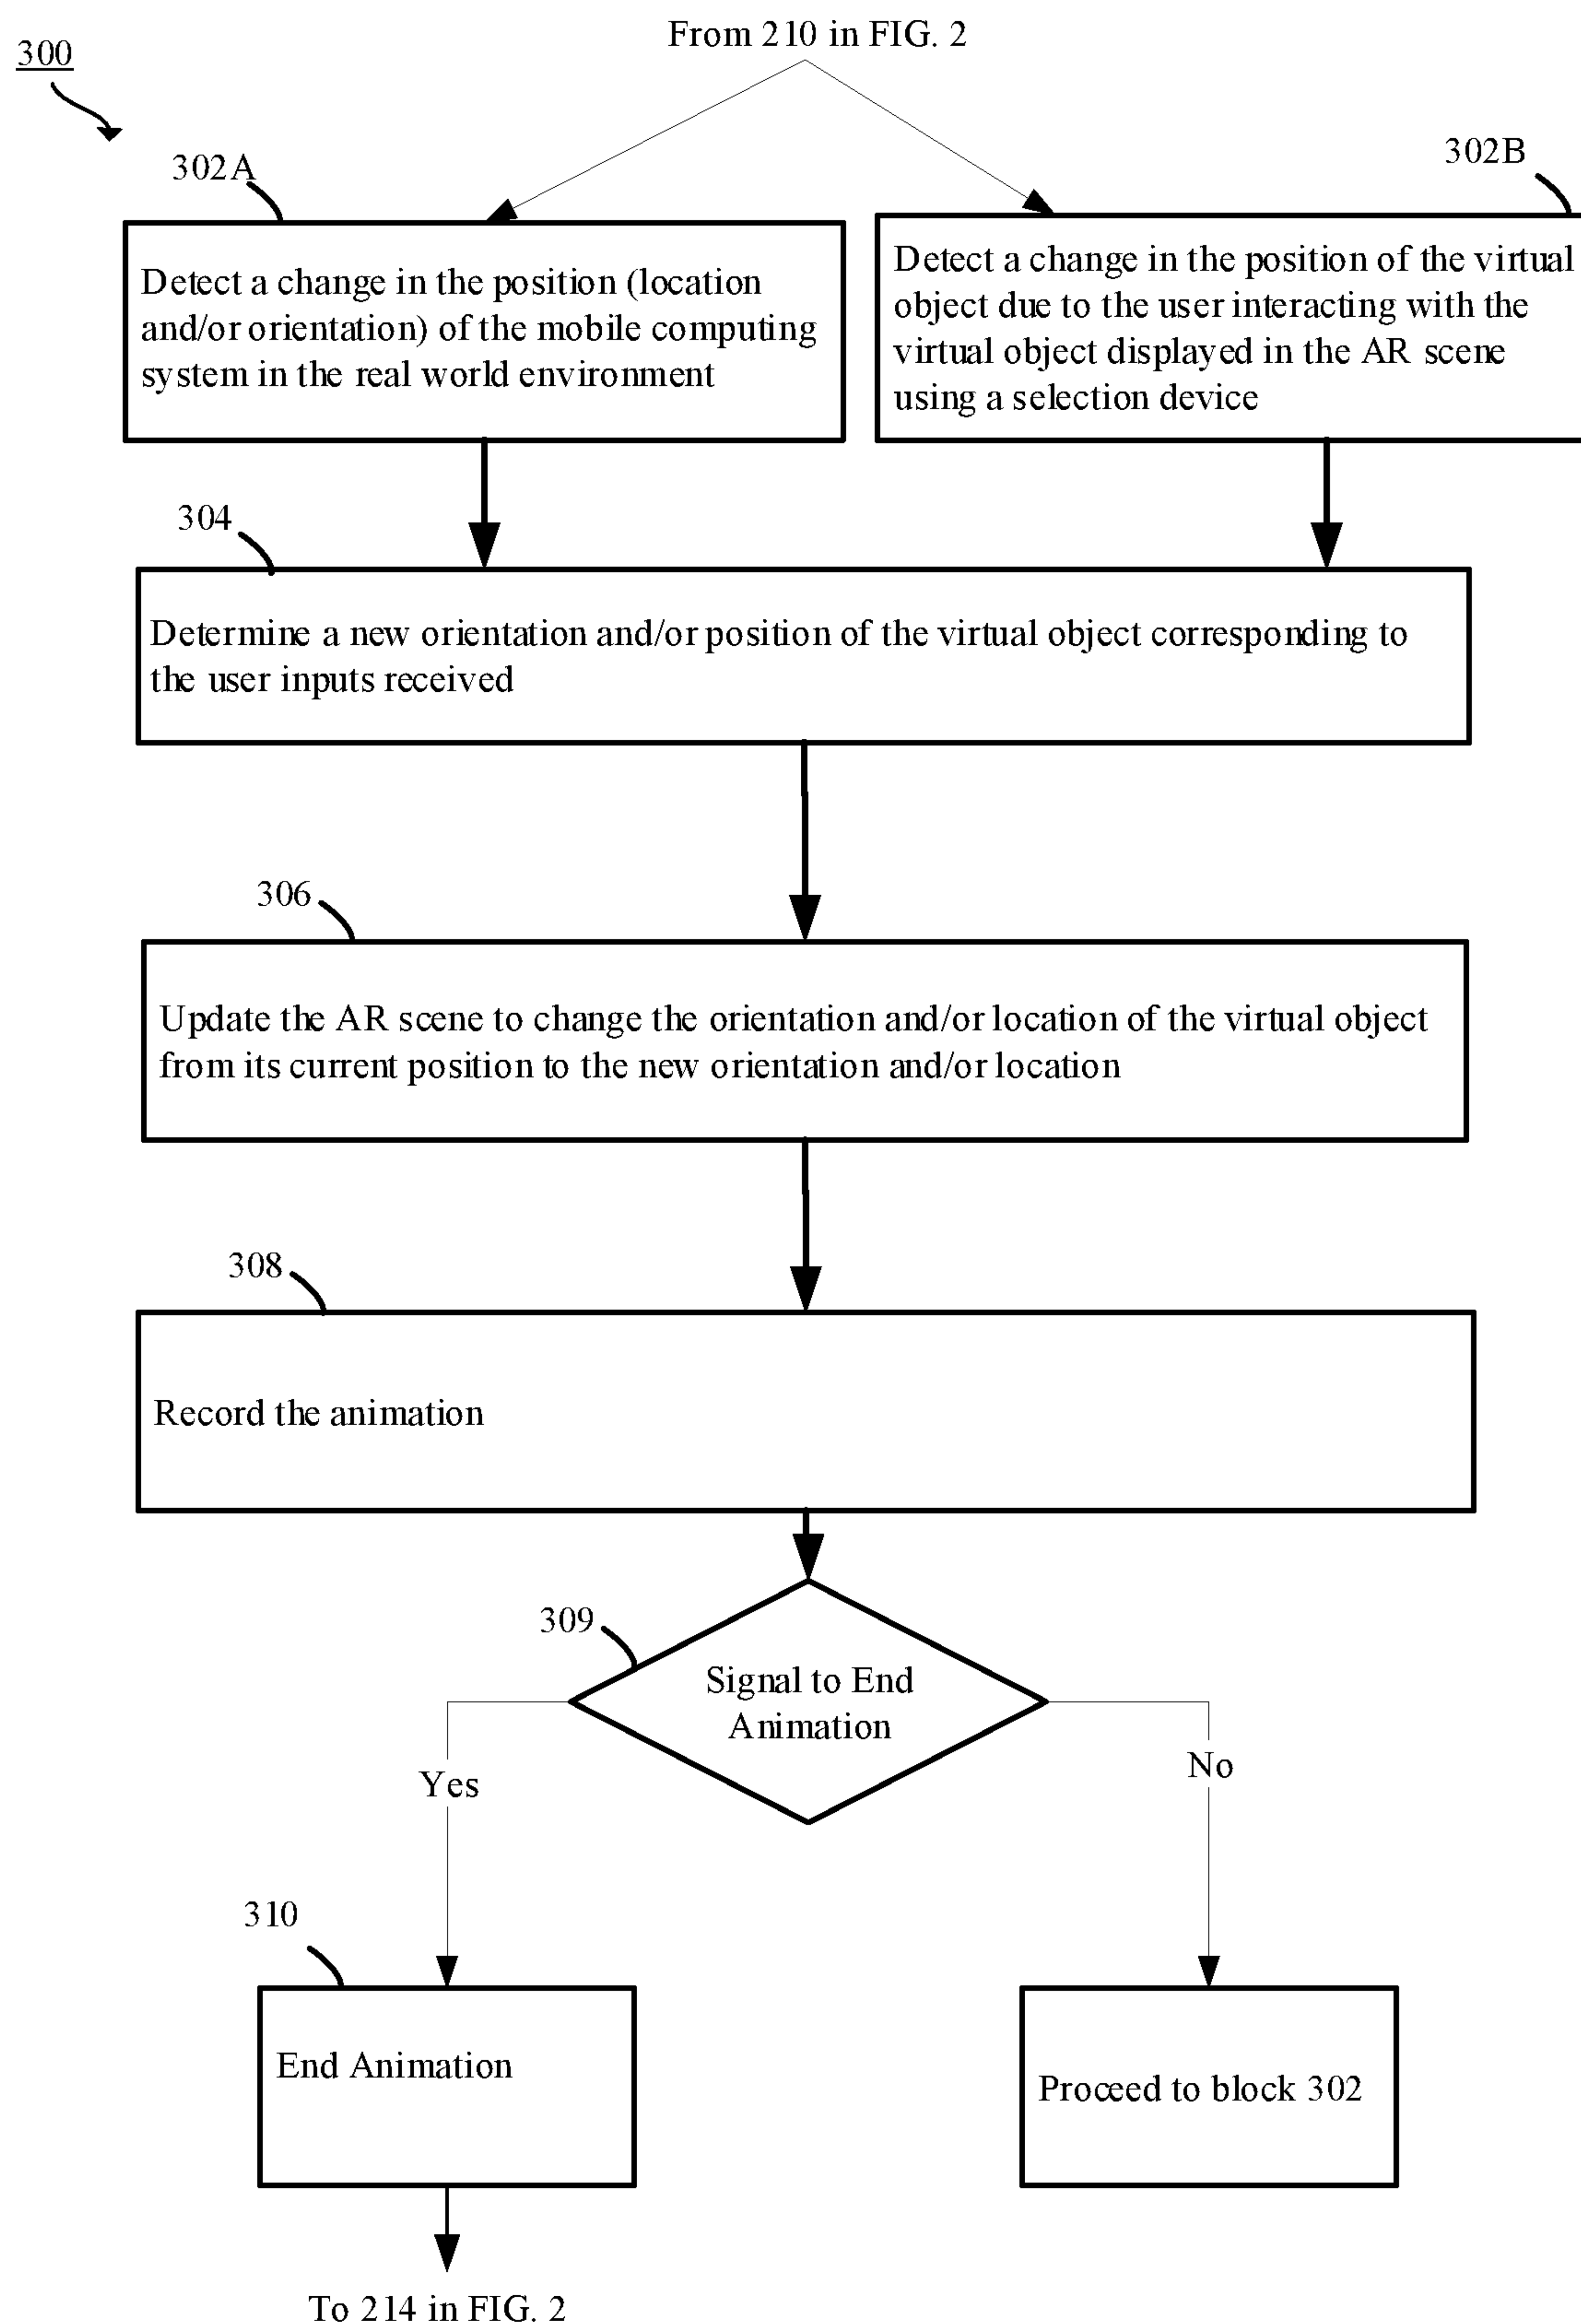 From 210 in FIG. 2
300
302A
302B
Detect a change in the position (location
and/or orientation) of the mobile computing
system in the real world environment
Detect a change in the position of the virtual
object due to the user interacting with the
virtual object displayed in the AR scene
using a selection device
304
Determine a new orientation and/or position of the virtual object corresponding to
the user inputs received
306
Update the AR scene to change the orientation and/or location of the virtual object
from its current position to the new orientation and/or location
308
Record the animation
309
Signal to End
Animation
Yes
No
310
End Animation
Proceed to block 302
To 214 in FIG. 2